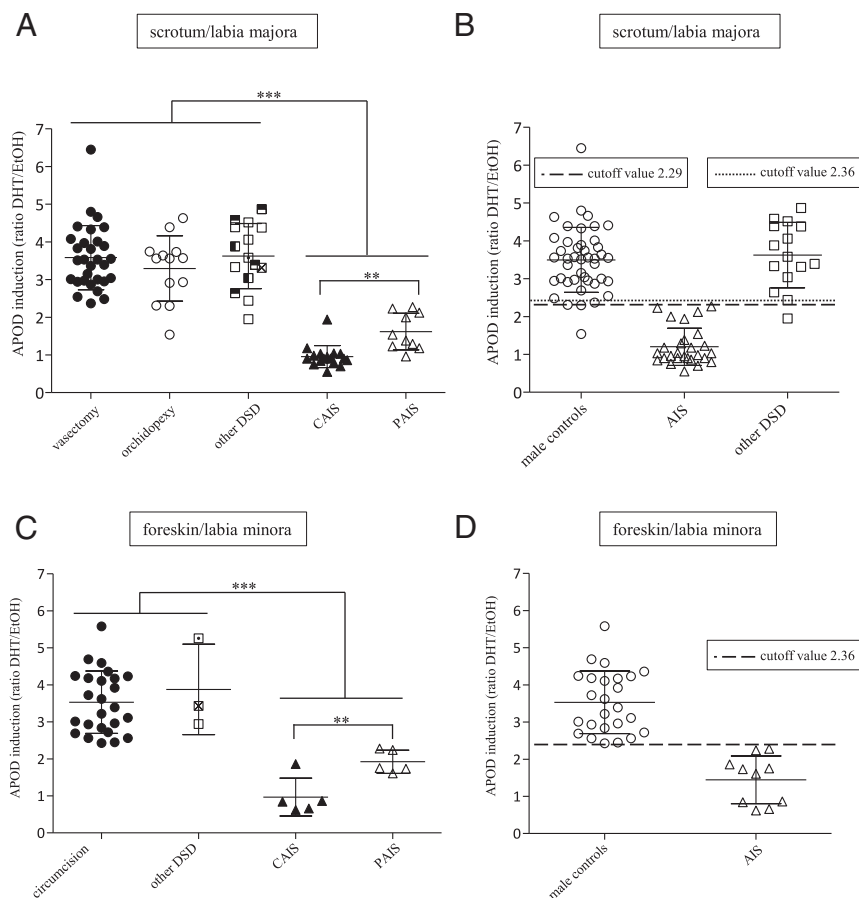 A
scrotum/labia majora
***
**
APOD induction (ratio DHT/EtOH)
7
6
5
4
3
2
1
0
vasectomy
orchidopexy
other DSD
CAIS
PAIS
B
scrotum/labia majora
cutoff value 2.29
cutoff value 2.36
APOD induction (ratio DHT/EtOH)
7
6
5
4
3
2
1
0
male controls
AIS
other DSD
C
foreskin/labia minora
***
**
APOD induction (ratio DHT/EtOH)
7
6
5
4
3
2
1
0
circumcision
other DSD
CAIS
PAIS
D
foreskin/labia minora
cutoff value 2.36
APOD induction (ratio DHT/EtOH)
7
6
5
4
3
2
1
0
male controls
AIS